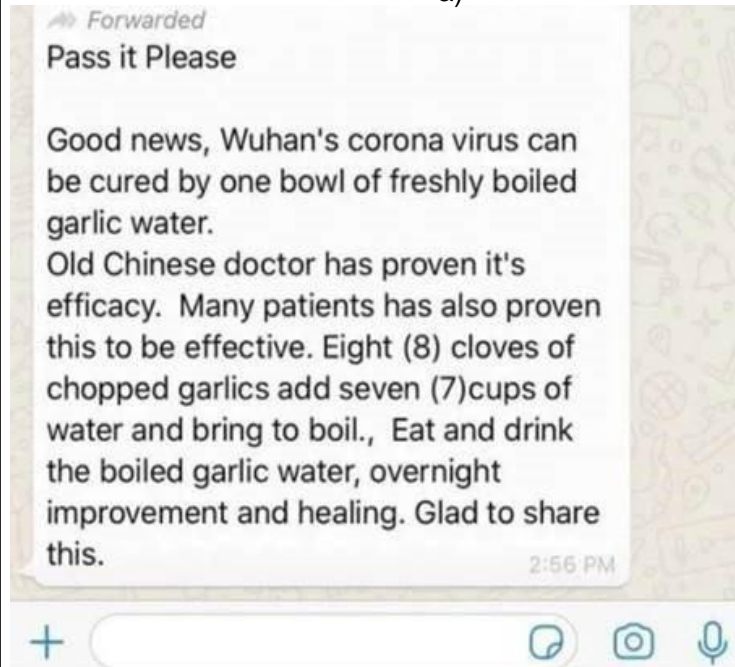 Forwarded
Pass it Please
Good news, Wuhan's corona virus can
be cured by one bowl of freshly boiled
garlic water.
Old Chinese doctor has proven it's
efficacy. Many patients has also proven
this to be effective. Eight (8) cloves of
chopped garlics add seven (7)cups of
water and bring to boil., Eat and drink
the boiled garlic water, overnight
improvement and healing. Glad to share
this.
2:56 PM